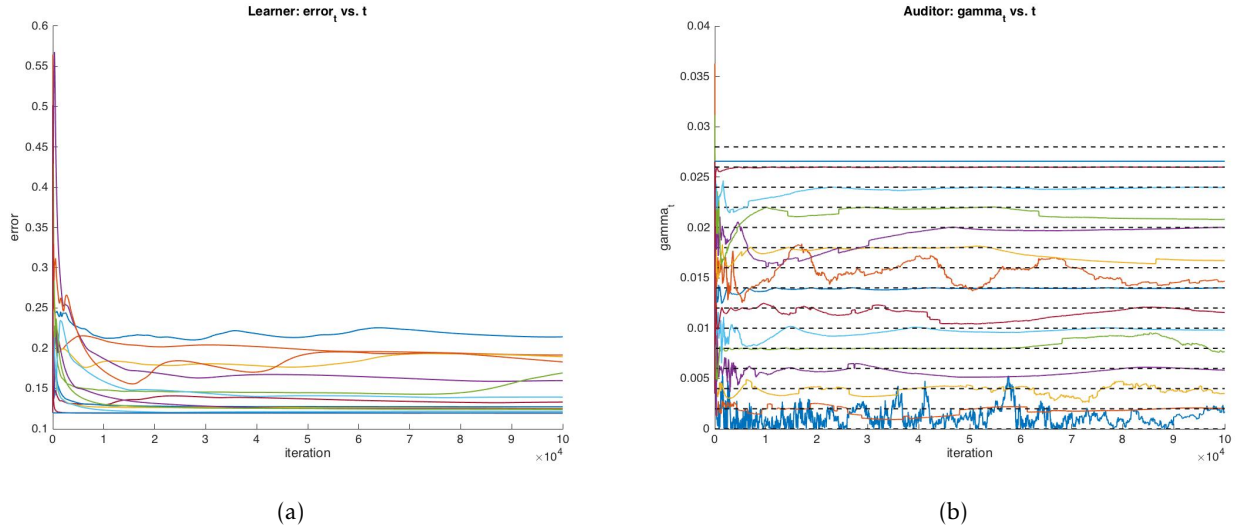 Learner: error_t vs. t
error
0.6
0.55
0.5
0.45
0.4
0.35
0.3
0.25
0.2
0.15
0.1
0 1 2 3 4 5 6 7 8 9 10
iteration
×10^4
(a)
Auditor: gamma_t vs. t
gamma_t
0.04
0.035
0.03
0.025
0.02
0.015
0.01
0.005
0
0 1 2 3 4 5 6 7 8 9 10
iteration
×10^4
(b)